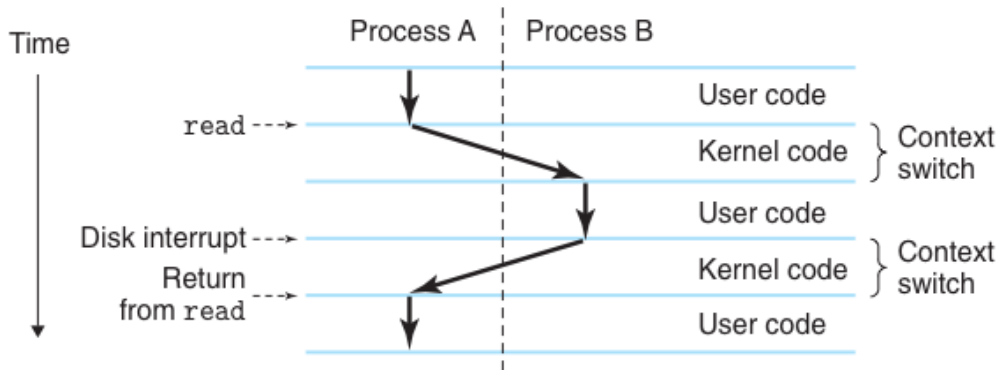 Process A
Process B
Time
User code
read
Kernel code
Context
switch
User code
Disk interrupt
Kernel code
Context
switch
Return
from read
User code